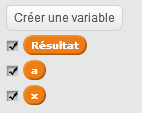 Créer une variable
Résultat
a
x